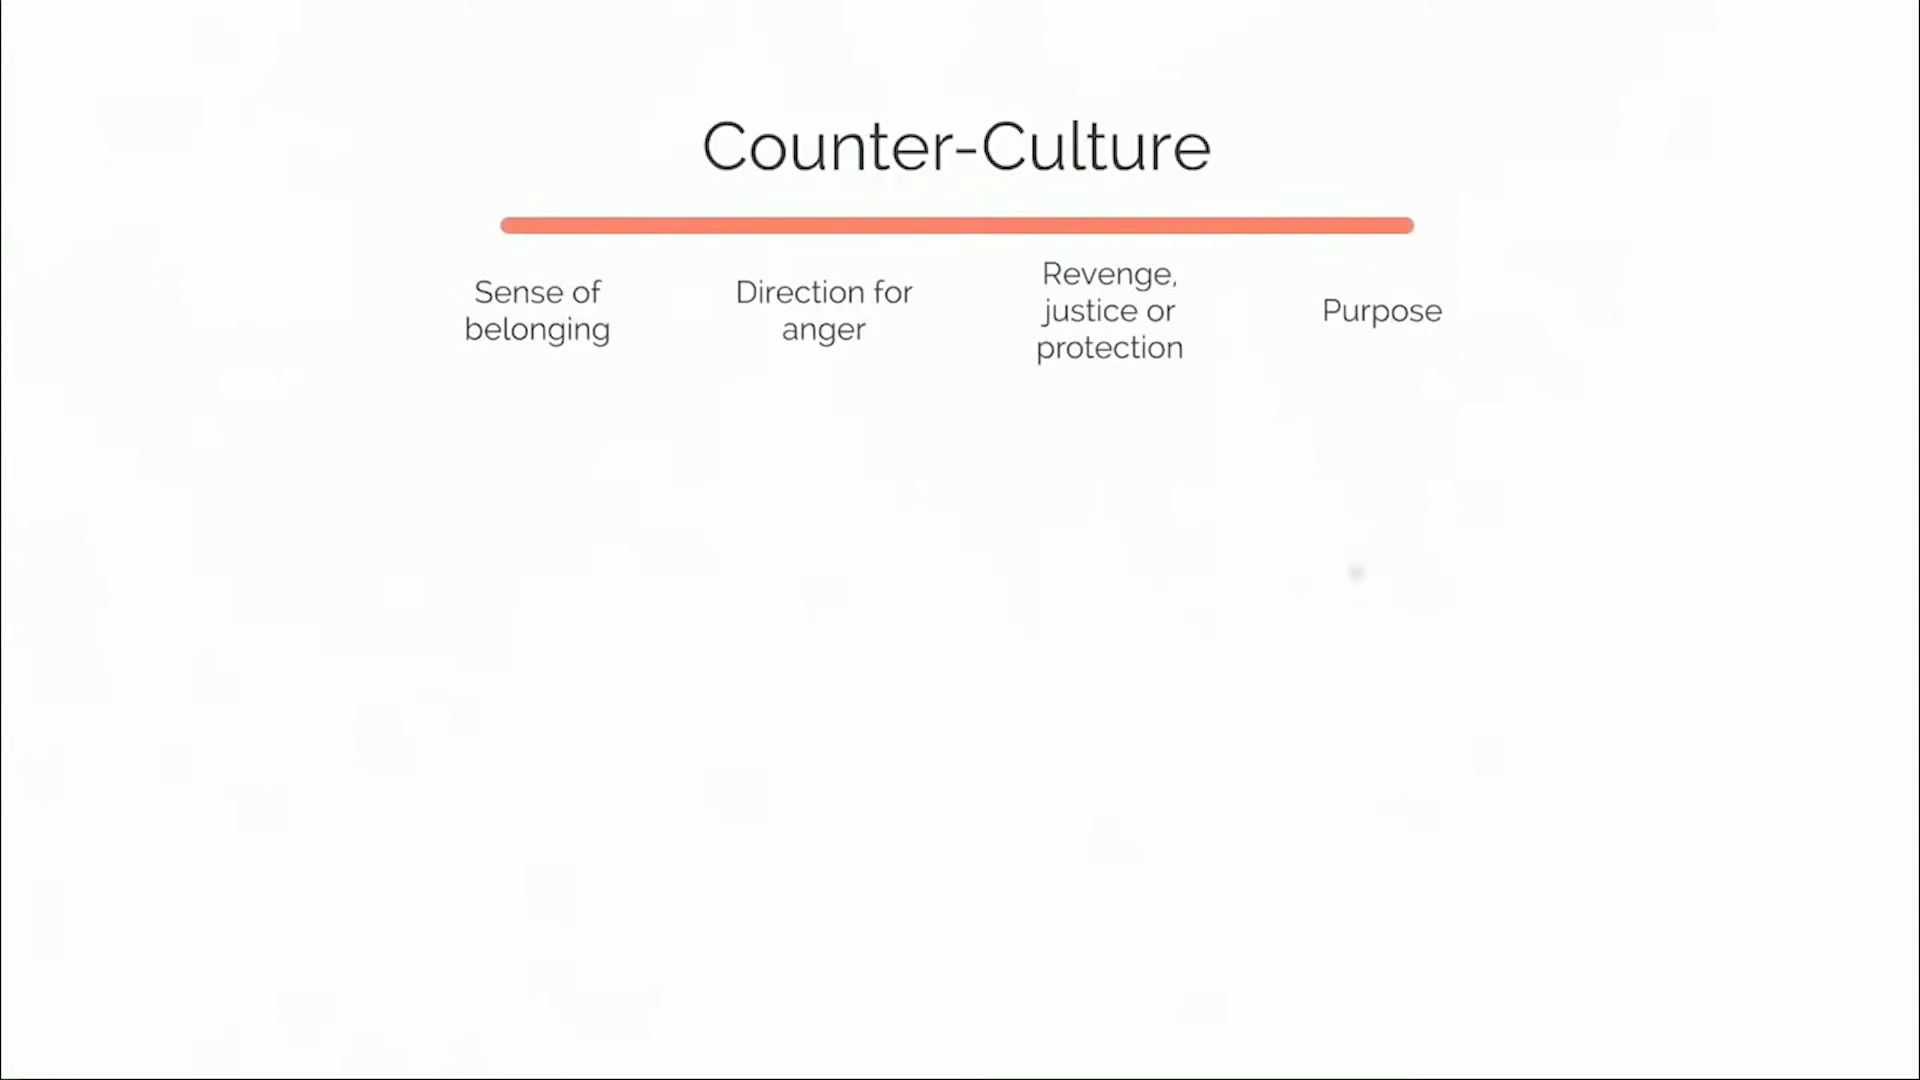 Counter-Culture
Sense of
belonging
Direction for
anger
Revenge,
justice or
protection
Purpose